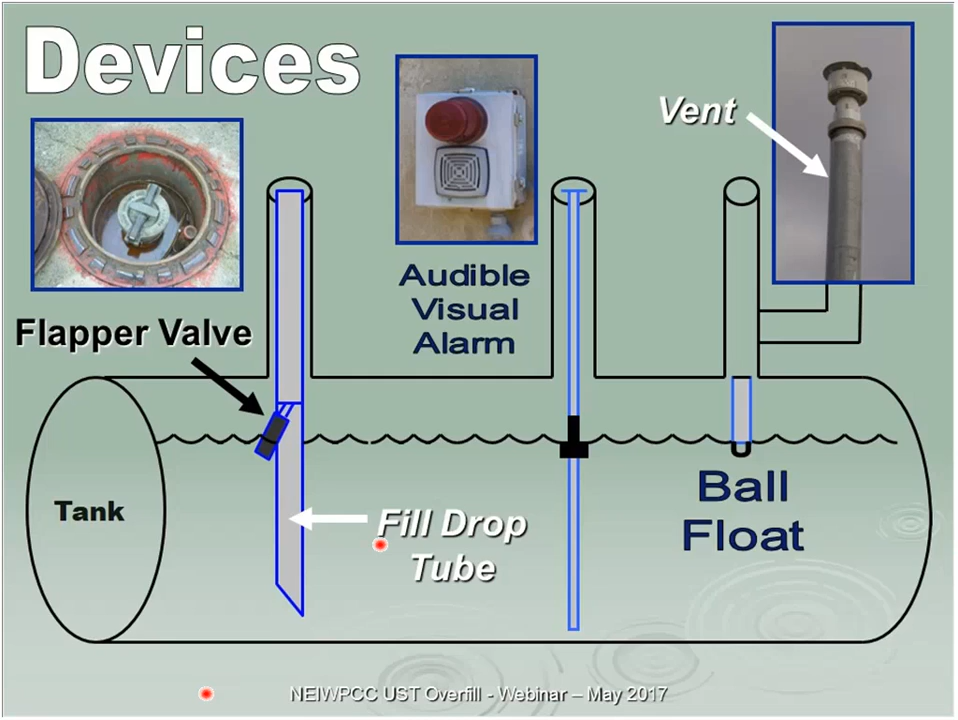 Devices
Vent
Audible
Visual
Alarm
Flapper Valve
Tank
Ball
Float
Fill Drop
Tube
NEIWPCC UST Overfill - Webinar – May 2017